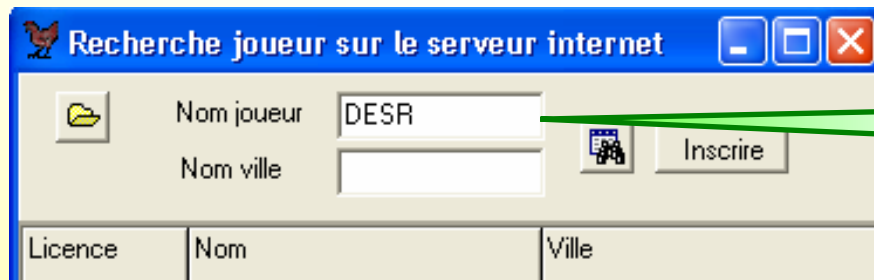 Recherche joueur sur le serveur internet
Nom joueur DESR
Nom ville
Inscrire
Licence Nom Ville